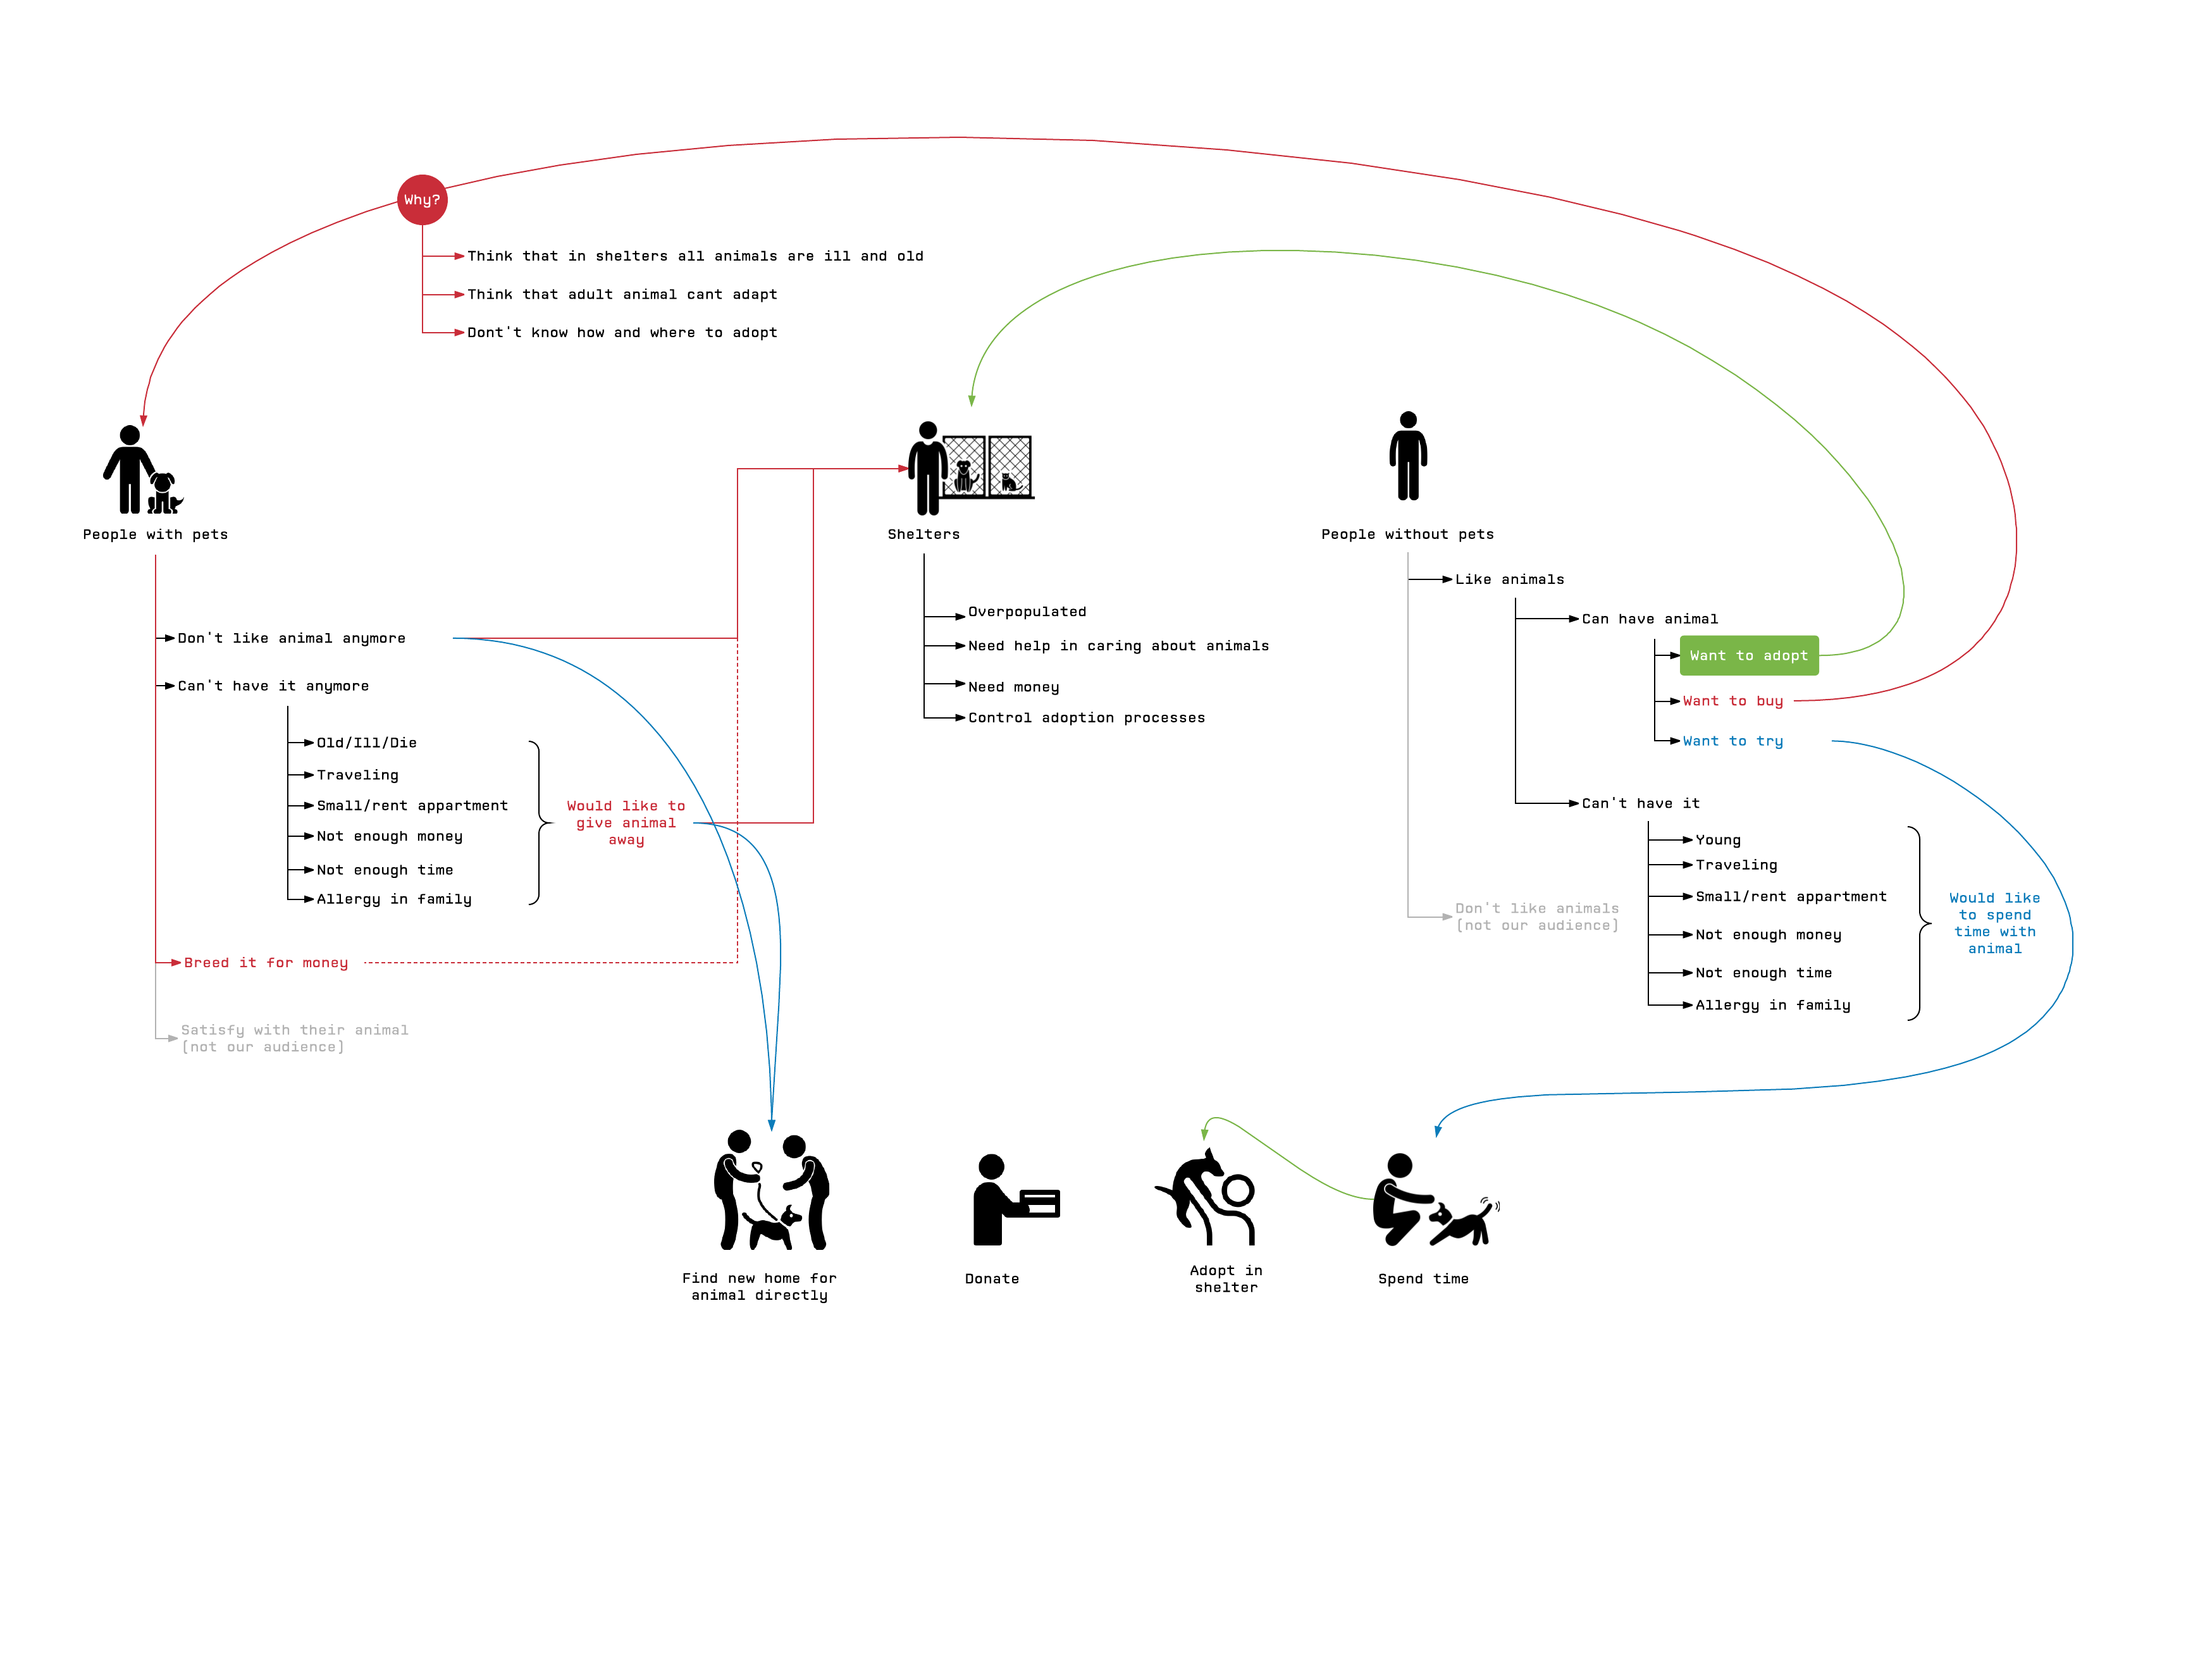 Why?
Think that in shelters all animals are ill and old
Think that adult animal cant adapt
Dont't know how and where to adopt
People with pets
Don't like animal anymore
Can't have it anymore
Old/Ill/Die
Traveling
Small/rent appartment
Not enough money
Not enough time
Allergy in family
Would like to
give animal
away
Breed it for money
Satisfy with their animal
(not our audience)
Shelters
Overpopulated
Need help in caring about animals
Need money
Control adoption processes
People without pets
Like animals
Can have animal
Want to adopt
Want to buy
Want to try
Can't have it
Young
Traveling
Small/rent appartment
Not enough money
Not enough time
Allergy in family
Would like
to spend
time with
animal
Don't like animals
(not our audience)
Find new home for
animal directly
Donate
Adopt in
shelter
Spend time